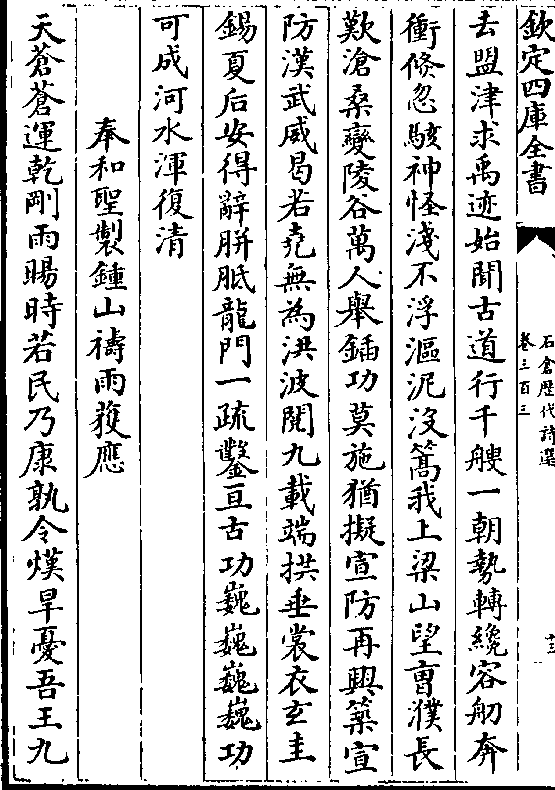 欽定四庫全書
石倉歴代詩選
卷三百三
十三
去盟津求禹迹始聞古道行千艘一朝勢轉纔容舠奔
衝倐忽駭神怪淺不浮漚泥没篙我上梁山望曺濮長
歎滄桑變陵谷萬人舉鍤功莫施猶擬宣防再興築宣
防漢武威曷若堯無為洪波閱九載端拱垂裳衣玄圭
錫夏后安得辭胼胝龍門一疏鑿亘古功巍巍巍巍功
可成河水渾復清
奉和聖製鍾山禱雨獲應
天蒼蒼運乾剛雨暘時若民乃康孰令熯旱憂吾王九